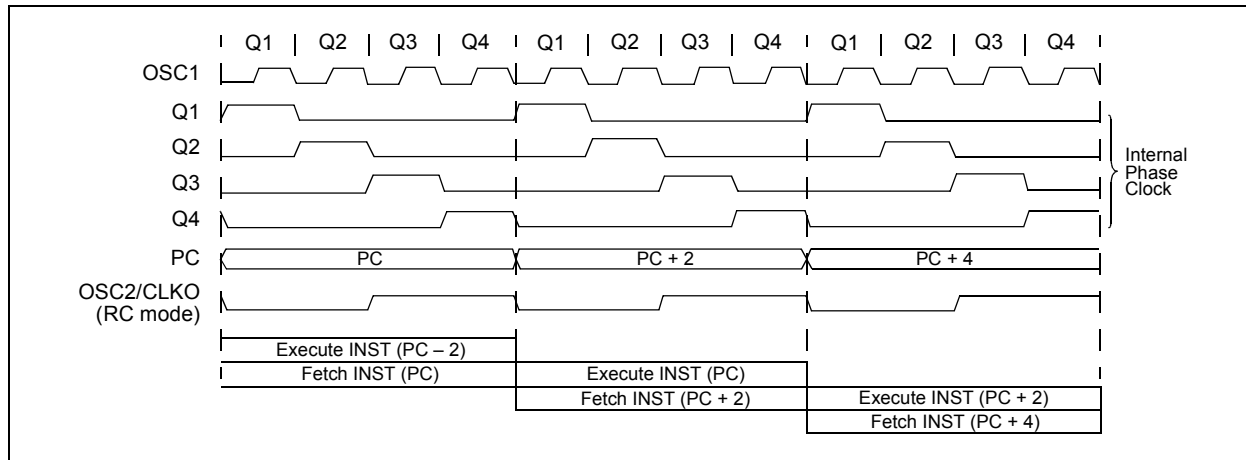 Q1 Q2 Q3 Q4 Q1 Q2 Q3 Q4 Q1 Q2 Q3 Q4
OSC1
Q1
Q2
Q3
Q4
Internal
Phase
Clock
PC PC PC + 2 PC + 4
OSC2/CLKO
(RC mode)
Execute INST (PC – 2)
Fetch INST (PC) Execute INST (PC)
Fetch INST (PC + 2) Execute INST (PC + 2)
Fetch INST (PC + 4)